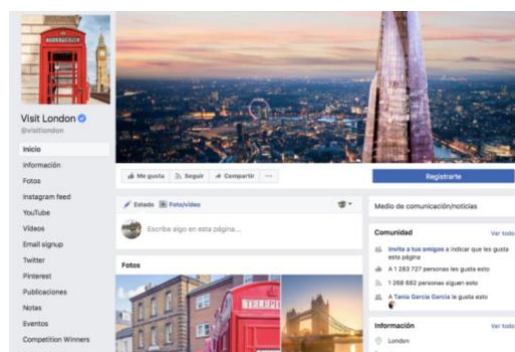 TELEPHONE
Visit London
@visitlondon
Inicio
Información
Fotos
Instagram feed
YouTube
Vídeos
Email signup
Twitter
Pinterest
Publicaciones
Notas
Eventos
Competition Winners
Me gusta Seguir Compartir ...
Registrarte
Estado Foto/vídeo
Escribe algo en esta página...
Fotos
TELEPH
Medio de comunicación/noticias
Comunidad Ver todo
Invita a tus amigos a indicar que les gusta
esta página
A 1 283 727 personas les gusta esto
1 268 682 personas siguen esto
A Tania García García le gusta esto
Información Ver todo
London